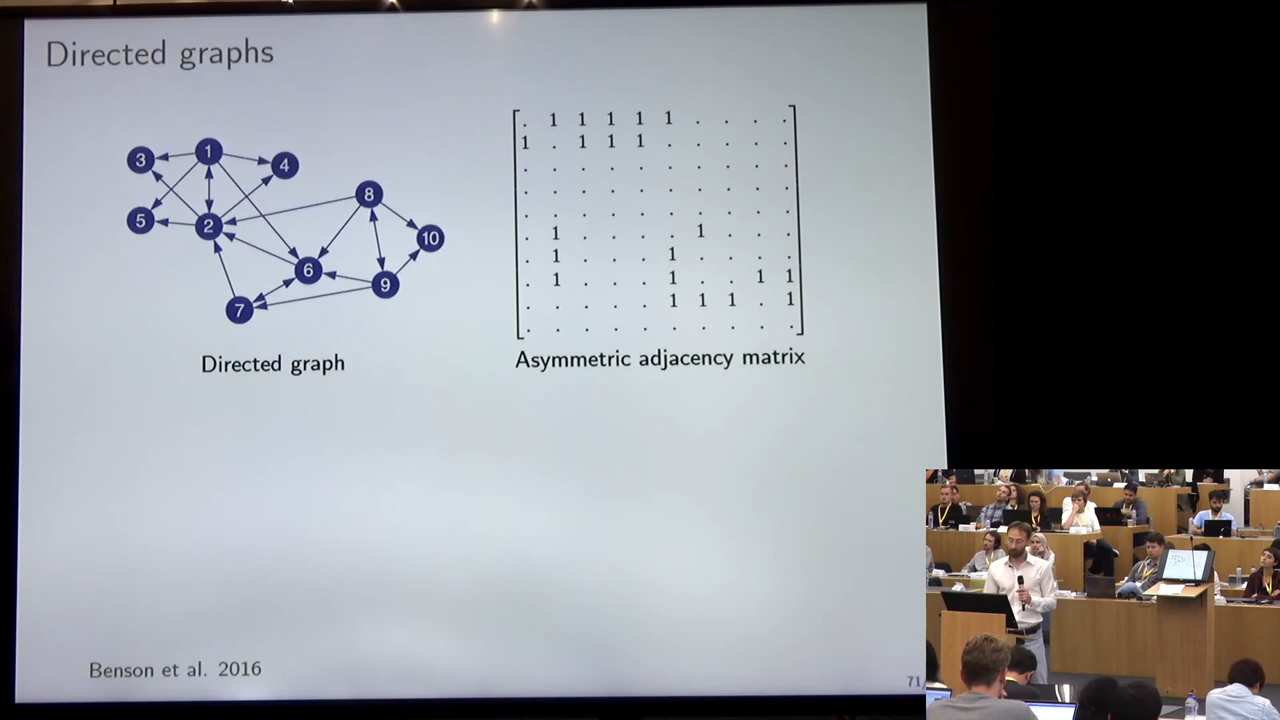 Directed graphs
3 1 4
5 2 8
10
6
9
7
. 1 1 1 1 1 . . . .
1 . 1 1 1 . . . . .
. . . . . . . . . .
. . . . . . . . . .
. . . . . . . . . .
. 1 . . . . 1 . . .
. 1 . . . 1 . . . .
. 1 . . . 1 . . 1 1
. . . . . 1 1 1 . 1
. . . . . . . . . .
Directed graph
Asymmetric adjacency matrix
Benson et al. 2016
71/